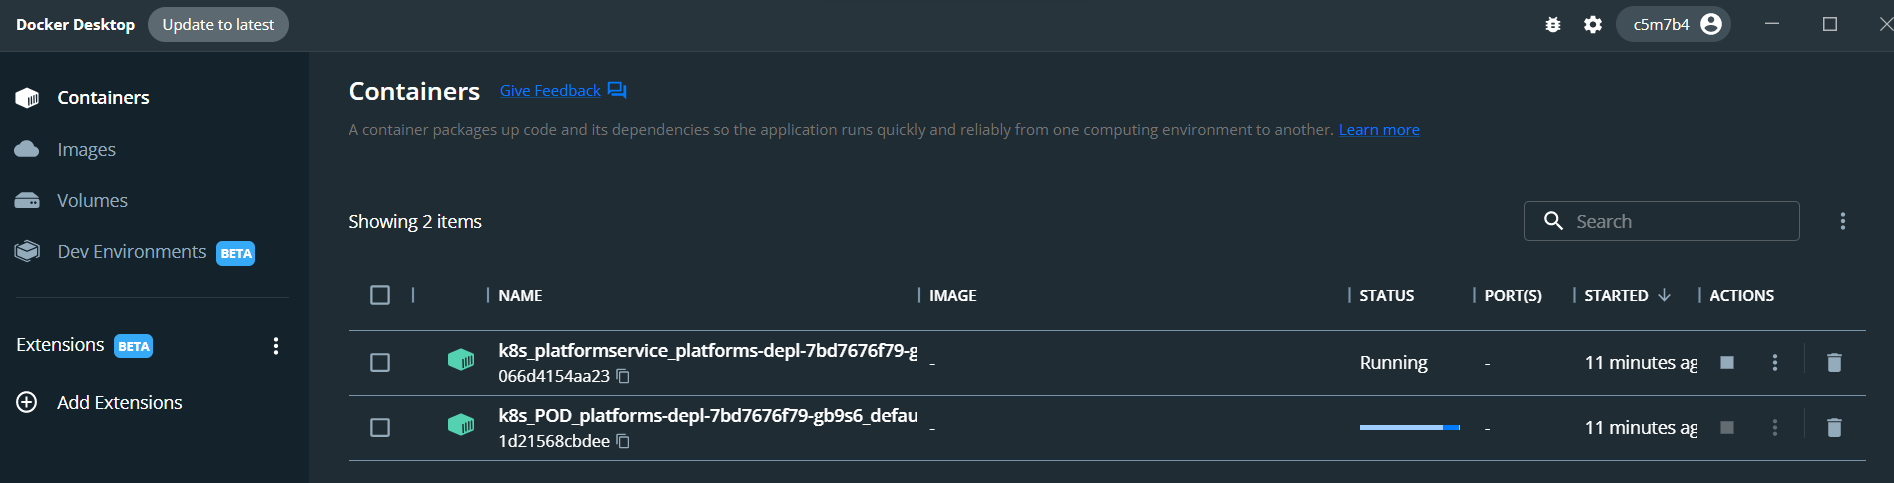 Docker Desktop Update to latest c5m7b4
Containers
Images
Volumes
Dev Environments BETA
Extensions BETA
Add Extensions
Containers Give Feedback
A container packages up code and its dependencies so the application runs quickly and reliably from one computing environment to another. Learn more
Showing 2 items Search
NAME IMAGE STATUS PORT(S) STARTED ACTIONS
k8s_platformservice_platforms-depl-7bd7676f79-g
066d4154aa23 - Running - 11 minutes ag
k8s_POD_platforms-depl-7bd7676f79-gb9s6_defau
1d21568cbdee - - 11 minutes ag